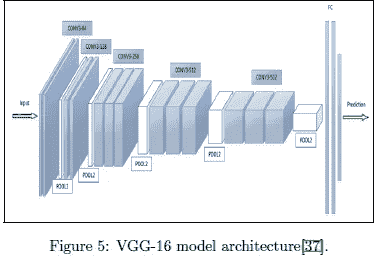 FC
CONV3-64
CONV3-128
CONV3-256
CONV3-512
CONV3-512
Input
Prediction
POOL1
POOL2
POOL2
POOL2
POOL2
Figure 5: VGG-16 model architecture[37].